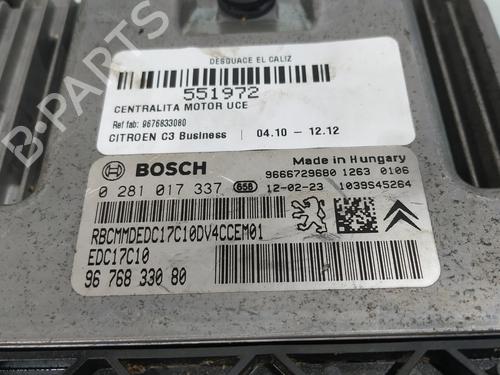 DESGUACE EL CALIZ
551972
CENTRALITA MOTOR UCE
Ref fab: 9676833080
CITROEN C3 Business | 04.10 - 12.12
BOSCH
Made in Hungary
0 281 017 337 658
9666729680 1263 0106
12-02-23 1039S45264
RBCMMDEDC17C10DV4CCEM01
EDC17C10
96 768 330 80